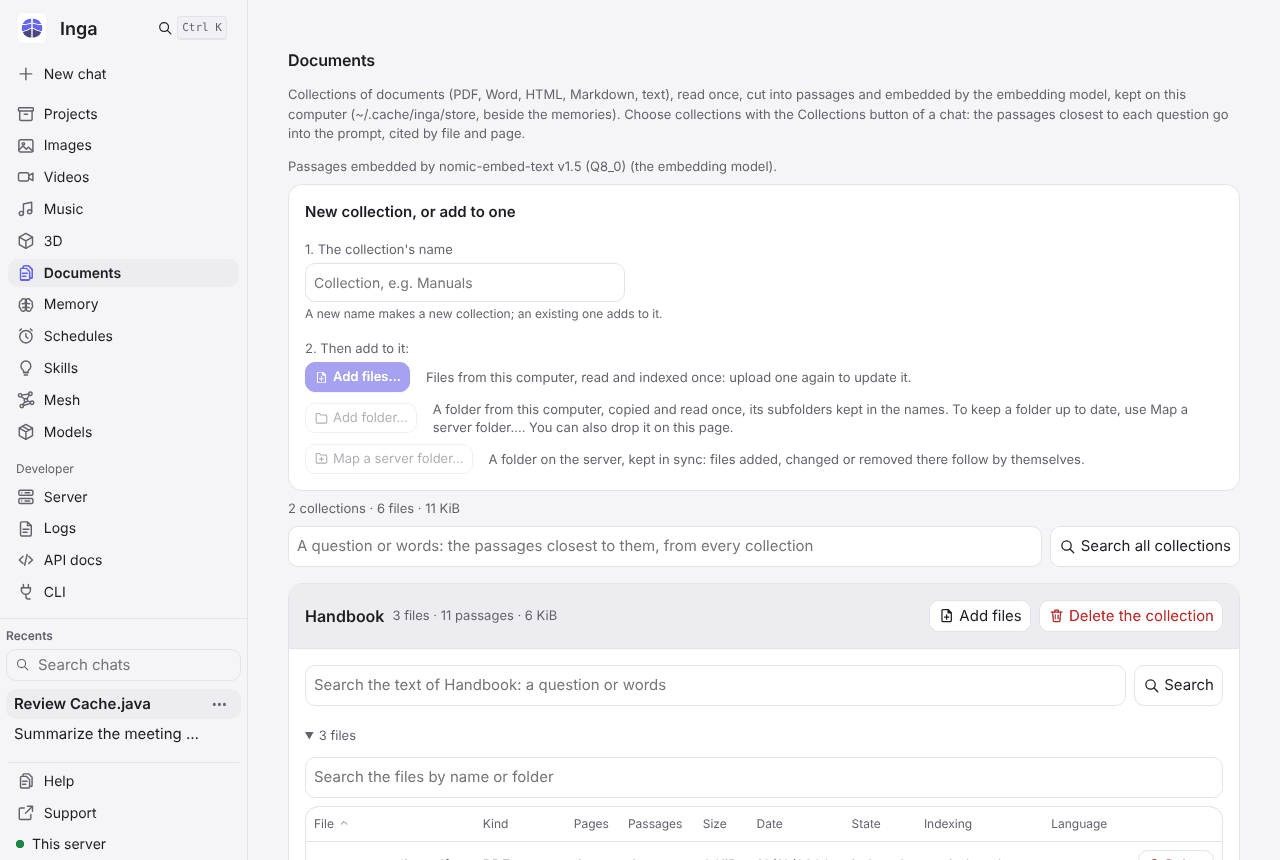 Inga
Ctrl K
New chat
Projects
Images
Videos
Music
3D
Documents
Memory
Schedules
Skills
Mesh
Models
Developer
Server
Logs
API docs
CLI
Recents
Search chats
Review Cache.java
Summarize the meeting ...
Help
Support
This server
Documents
Collections of documents (PDF, Word, HTML, Markdown, text), read once, cut into passages and embedded by the embedding model, kept on this
computer (~/.cache/inga/store, beside the memories). Choose collections with the Collections button of a chat: the passages closest to each question go
into the prompt, cited by file and page.
Passages embedded by nomic-embed-text v1.5 (Q8_0) (the embedding model).
New collection, or add to one
1. The collection's name
Collection, e.g. Manuals
A new name makes a new collection; an existing one adds to it.
2. Then add to it:
Add files... Files from this computer, read and indexed once: upload one again to update it.
Add folder... A folder from this computer, copied and read once, its subfolders kept in the names. To keep a folder up to date, use Map a
server folder.... You can also drop it on this page.
Map a server folder... A folder on the server, kept in sync: files added, changed or removed there follow by themselves.
2 collections · 6 files · 11 KiB
A question or words: the passages closest to them, from every collection Search all collections
Handbook 3 files · 11 passages · 6 KiB Add files Delete the collection
Search the text of Handbook: a question or words Search
3 files
Search the files by name or folder
File Kind Pages Passages Size Date State Indexing Language